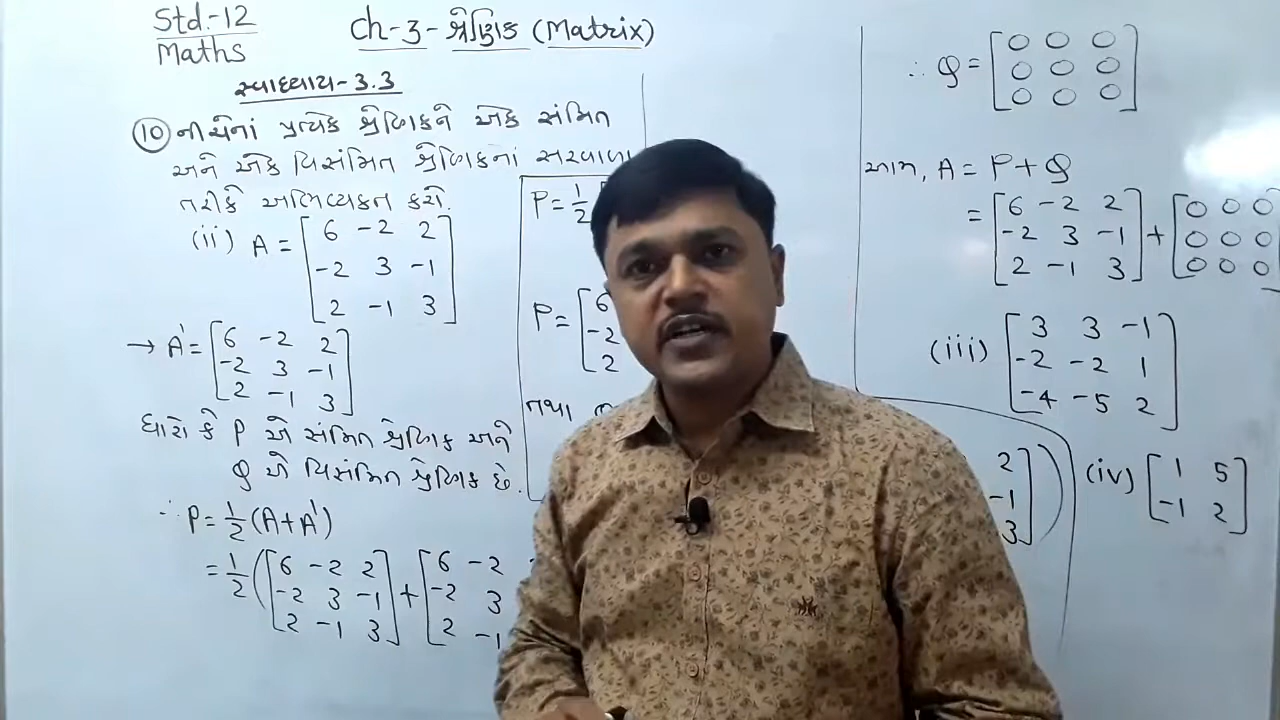 Std.-12
Maths
Ch-3- શ્રેણિક (Matrix)
સ્વાધ્યાય-3.3
(10) નીચેનાં પ્રત્યેક શ્રેણિકને એક સંમિત
અને એક વિસંમિત શ્રેણિકનાં સરવાળા
તરીકે અભિવ્યક્ત કરો.
(ii) A = [6 -2 2
-2 3 -1
2 -1 3]
→ A' = [6 -2 2
-2 3 -1
2 -1 3]
ધારો કે P એ સંમિત શ્રેણિક અને
Q એ વિસંમિત શ્રેણિક છે.
∴ P = 1/2 (A+A')
= 1/2 ([6 -2 2
-2 3 -1
2 -1 3] + [6 -2
-2 3
2 -1
P = 1/2
P = [6
-2
2
તથા
2
-1
3])
∴ Q = [0 0 0
0 0 0
0 0 0]
આમ, A = P + Q
= [6 -2 2
-2 3 -1
2 -1 3] + [0 0 0
0 0 0
0 0 0
(iii) [3 3 -1
-2 -2 1
-4 -5 2]
(iv) [1 5
-1 2]